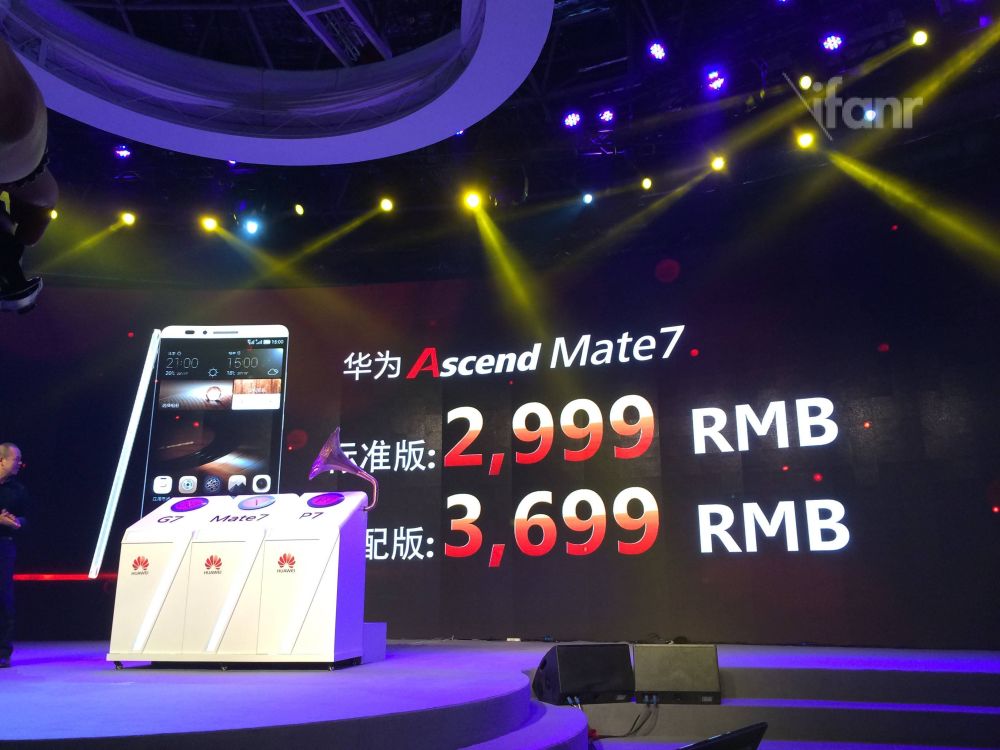 ifanr
华为 Ascend Mate7
标准版: 2,999 RMB
配版: 3,699 RMB
21:00
15:00
G7
Mate7
P7
HUAWEI
HUAWEI
HUAWEI